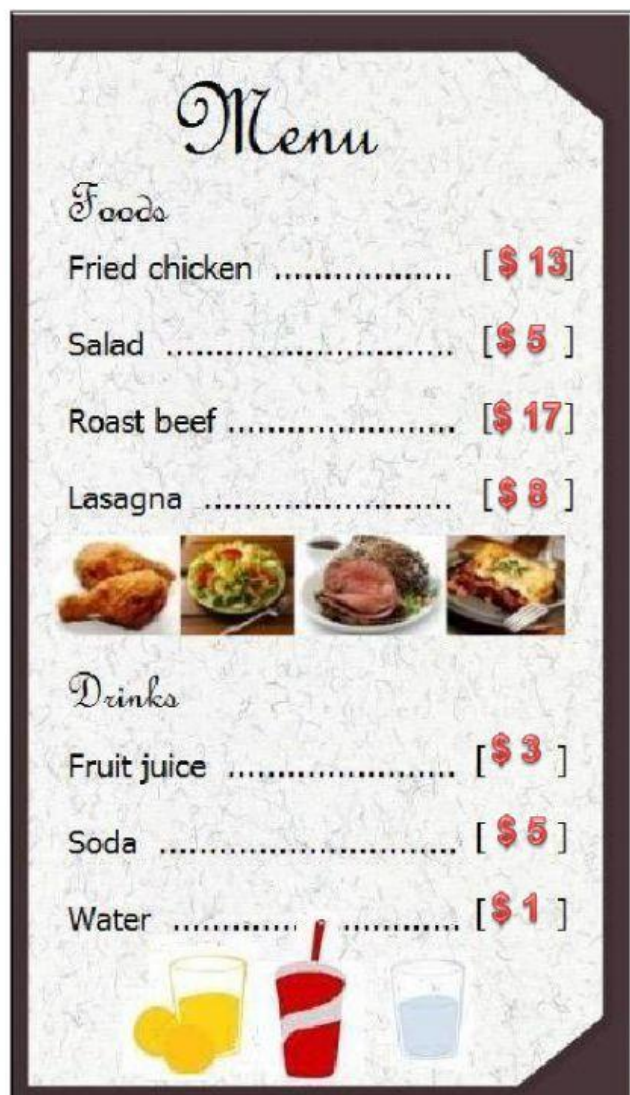 Menu
Foods
Fried chicken .................. [$ 13]
Salad ............................ [$ 5 ]
Roast beef ....................... [$ 17]
Lasagna ......................... [$ 8 ]
Drinks
Fruit juice ....................... [$ 3 ]
Soda .............................. [$ 5 ]
Water ............. ............ [$ 1 ]